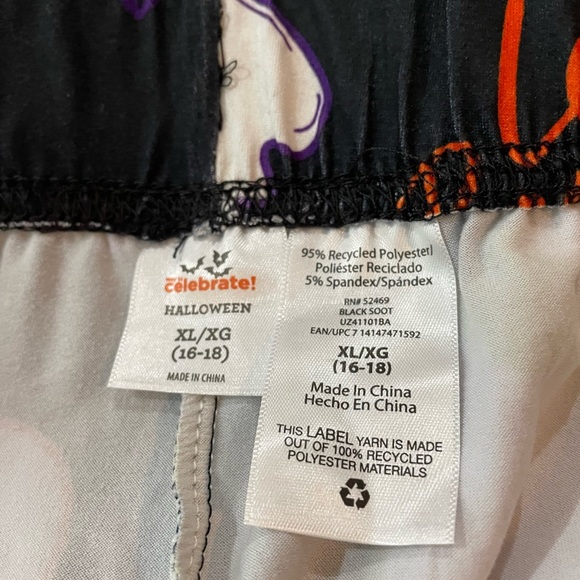 celebrate!
HALLOWEEN
XL/XG
(16-18)
MADE IN CHINA
95% Recycled Polyester/
Poliéster Reciclado
5% Spandex/Spándex
RN# 52469
BLACK SOOT
UZ41101BA
EAN/UPC 7 14147471592
XL/XG
(16-18)
Made In China
Hecho En China
THIS LABEL YARN IS MADE
OUT OF 100% RECYCLED
POLYESTER MATERIALS